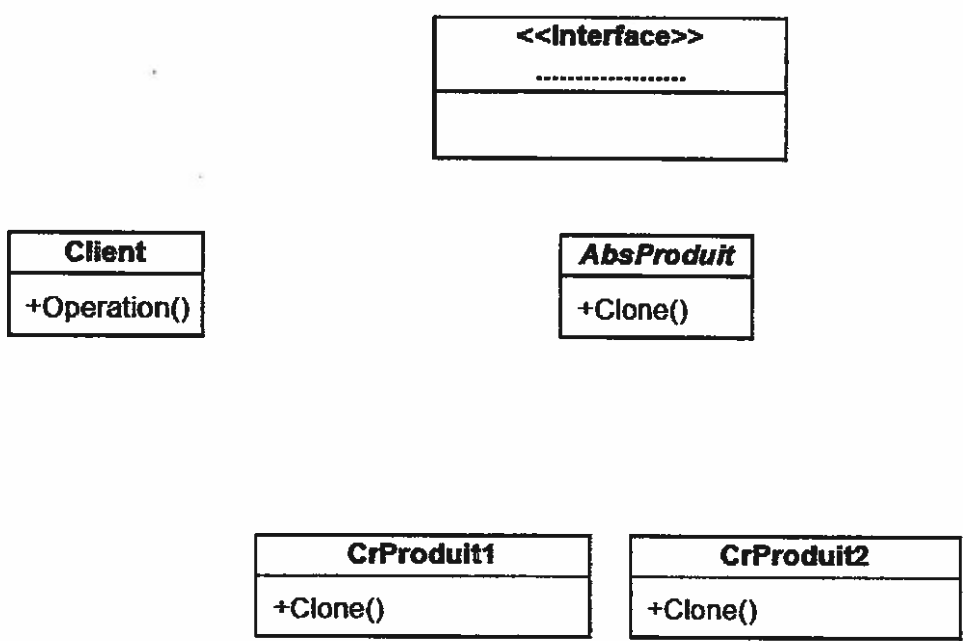 <<Interface>>
...................
Client
+Operation()
AbsProduit
+Clone()
CrProduit1
+Clone()
CrProduit2
+Clone()